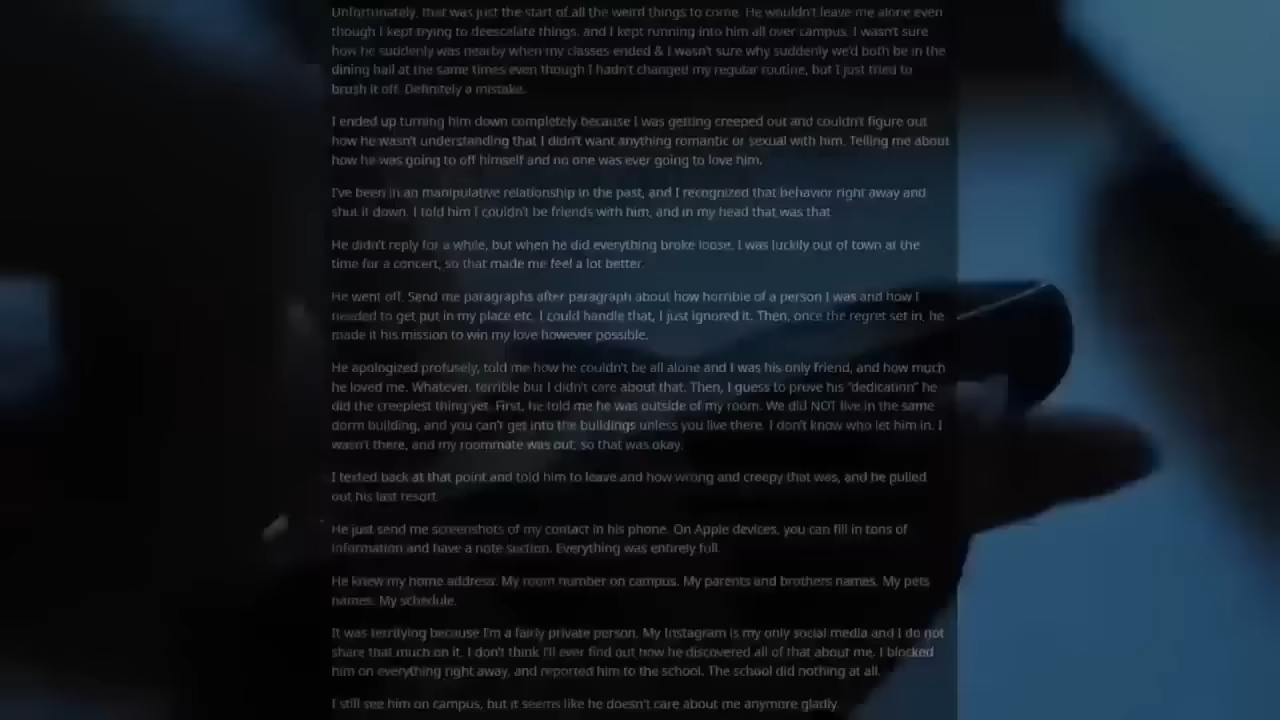 Unfortunately, that was just the start of all the weird things to come. He wouldn't leave me alone even
though I kept trying to deescalate things, and I kept running into him all over campus. I wasn't sure
how he suddenly was nearby when my classes ended & I wasn't sure why suddenly we'd both be in the
dining hall at the same times even though I hadn't changed my regular routine, but I just tried to
brush it off. Definitely a mistake.
I ended up turning him down completely because I was getting creeped out and couldn't figure out
how he wasn't understanding that I didn't want anything romantic or sexual with him. Telling me about
how he was going to off himself and no one was ever going to love him.
I've been in an manipulative relationship in the past, and I recognized that behavior right away and
shut it down. I told him I couldn't be friends with him, and in my head that was that
He didn't reply for a while, but when he did everything broke loose. I was luckily out of town at the
time for a concert, so that made me feel a lot better.
He went off. Send me paragraphs after paragraph about how horrible of a person I was and how I
needed to get put in my place etc. I could handle that, I just ignored it. Then, once the regret set in, he
made it his mission to win my love however possible.
He apologized profusely, told me how he couldn't be all alone and I was his only friend, and how much
he loved me. Whatever, terrible but I didn't care about that. Then, I guess to prove his "dedication" he
did the creepiest thing yet. First, he told me he was outside of my room. We did NOT live in the same
dorm building, and you can't get into the buildings unless you live there. I don't know who let him in. I
wasn't there, and my roommate was out, so that was okay.
I texted back at that point and told him to leave and how wrong and creepy that was, and he pulled
out his last resort.
He just send me screenshots of my contact in his phone. On Apple devices, you can fill in tons of
information and have a note suction. Everything was entirely full.
He knew my home address. My room number on campus. My parents and brothers names. My pets
names. My schedule.
It was terrifying because I'm a fairly private person. My Instagram is my only social media and I do not
share that much on it. I don't think I'll ever find out how he discovered all of that about me. I blocked
him on everything right away, and reported him to the school. The school did nothing at all.
I still see him on campus, but it seems like he doesn't care about me anymore gladly.